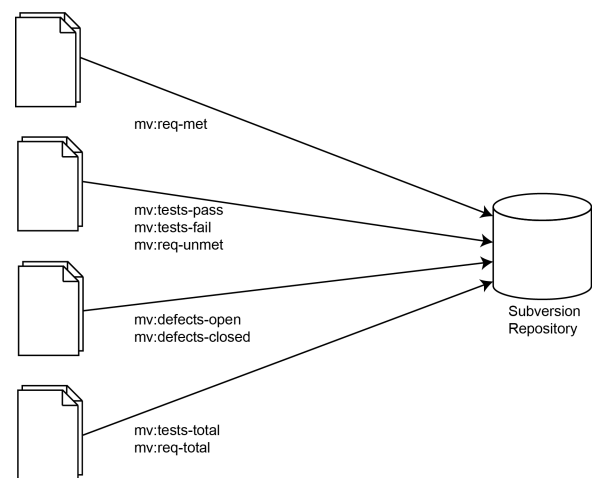 mv:req-met
mv:tests-pass
mv:tests-fail
mv:req-unmet
mv:defects-open
mv:defects-closed
mv:tests-total
mv:req-total
Subversion
Repository